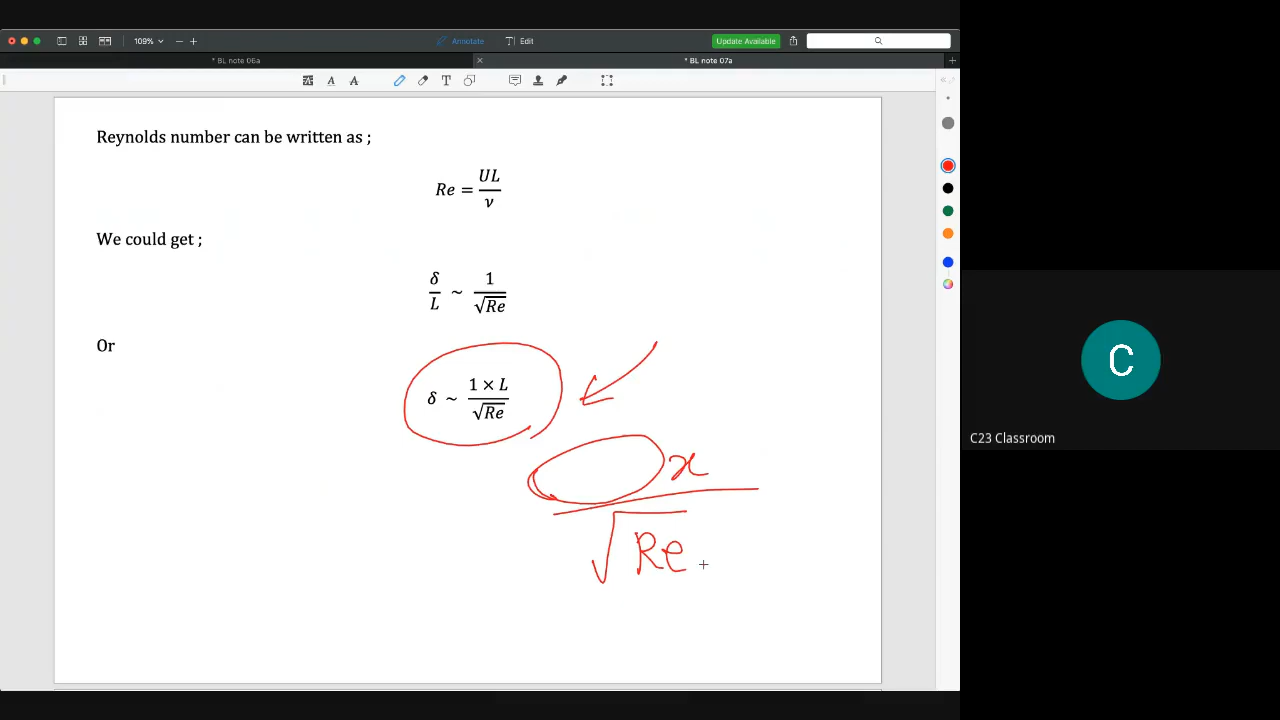 109%
Annotate
Edit
Update Available
* BL note 06a
* BL note 07a
Reynolds number can be written as ;
Re = UL/ν
We could get ;
δ/L ~ 1/√Re
Or
δ ~ 1 × L/√Re
x
√Re
C
C23 Classroom